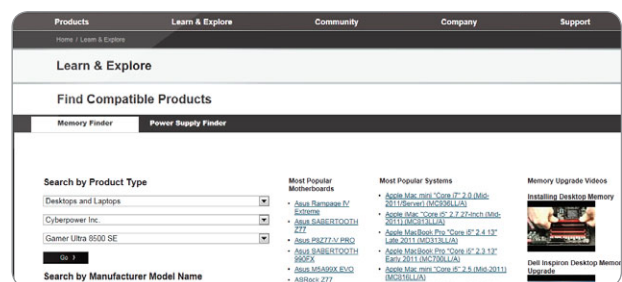 Products Learn & Explore Community Company Support
Home / Learn & Explore
Learn & Explore
Find Compatible Products
Memory Finder Power Supply Finder
Search by Product Type
Desktops and Laptops
Cyberpower Inc.
Gamer Ultra 8500 SE
Go
Search by Manufacturer Model Name
Most Popular
Motherboards
Asus Rampage IV
Extreme
Asus SABERTOOTH
Z77
Asus P8Z77-V PRO
Asus SABERTOOTH
990FX
Asus M5A99X EVO
ASRock Z77
Most Popular Systems
Apple Mac mini "Core i7" 2.0 (Mid-
2011/Server) (MC936LL/A)
Apple iMac "Core i5" 2.7 27-Inch (Mid-
2011) (MC813LL/A)
Apple MacBook Pro "Core i5" 2.4 13"
Late 2011 (MD313LL/A)
Apple MacBook Pro "Core i5" 2.3 13"
Early 2011 (MC700LL/A)
Apple Mac mini "Core i5" 2.5 (Mid-2011)
(MC816LL/A)
Memory Upgrade Videos
Installing Desktop Memory
Dell Inspiron Desktop Memor
Upgrade